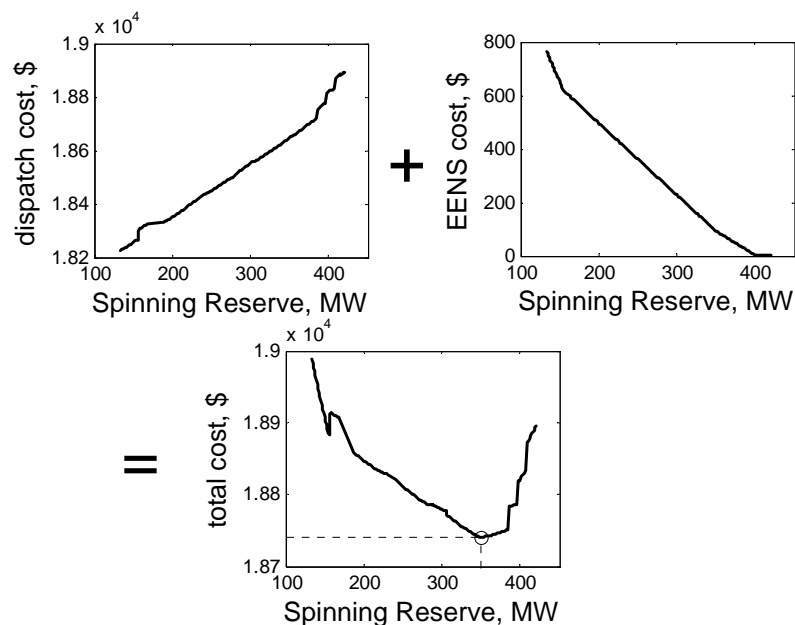 x 10^4
1.9
1.88
1.86
1.84
1.82
100 200 300 400
dispatch cost, $
Spinning Reserve, MW
+
800
600
400
200
0
100 200 300 400
EENS cost, $
Spinning Reserve, MW
=
x 10^4
1.9
1.89
1.88
1.87
100 200 300 400
total cost, $
Spinning Reserve, MW